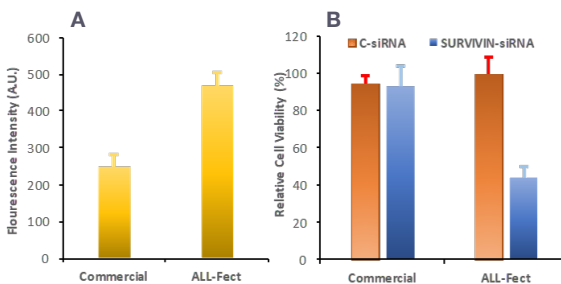 A
Flourescence Intensity (A.U.)
600
500
400
300
200
100
0
Commercial ALL-Fect
B
C-siRNA SURVIVIN-siRNA
Relative Cell Viability (%)
120
100
80
60
40
20
0
Commercial ALL-Fect